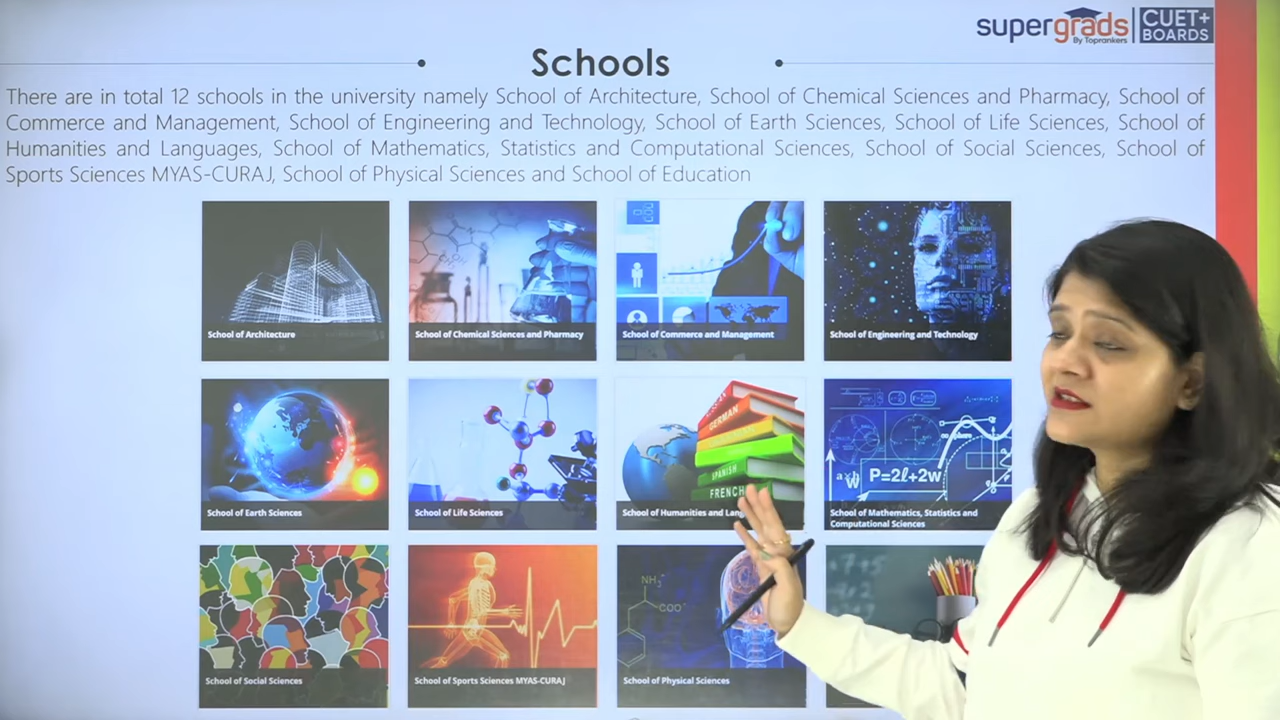 supergrads
By Toprankers
CUET+
BOARDS
Schools
There are in total 12 schools in the university namely School of Architecture, School of Chemical Sciences and Pharmacy, School of
Commerce and Management, School of Engineering and Technology, School of Earth Sciences, School of Life Sciences, School of
Humanities and Languages, School of Mathematics, Statistics and Computational Sciences, School of Social Sciences, School of
Sports Sciences MYAS-CURAJ, School of Physical Sciences and School of Education
School of Architecture
School of Chemical Sciences and Pharmacy
School of Commerce and Management
School of Engineering and Technology
GERMAN
SPANISH
FRENCH
P=2ℓ+2w
School of Earth Sciences
School of Life Sciences
School of Humanities and Lang
School of Mathematics, Statistics and
Computational Sciences
NH₃
COO⁻
School of Social Sciences
School of Sports Sciences MYAS-CURAJ
School of Physical Sciences